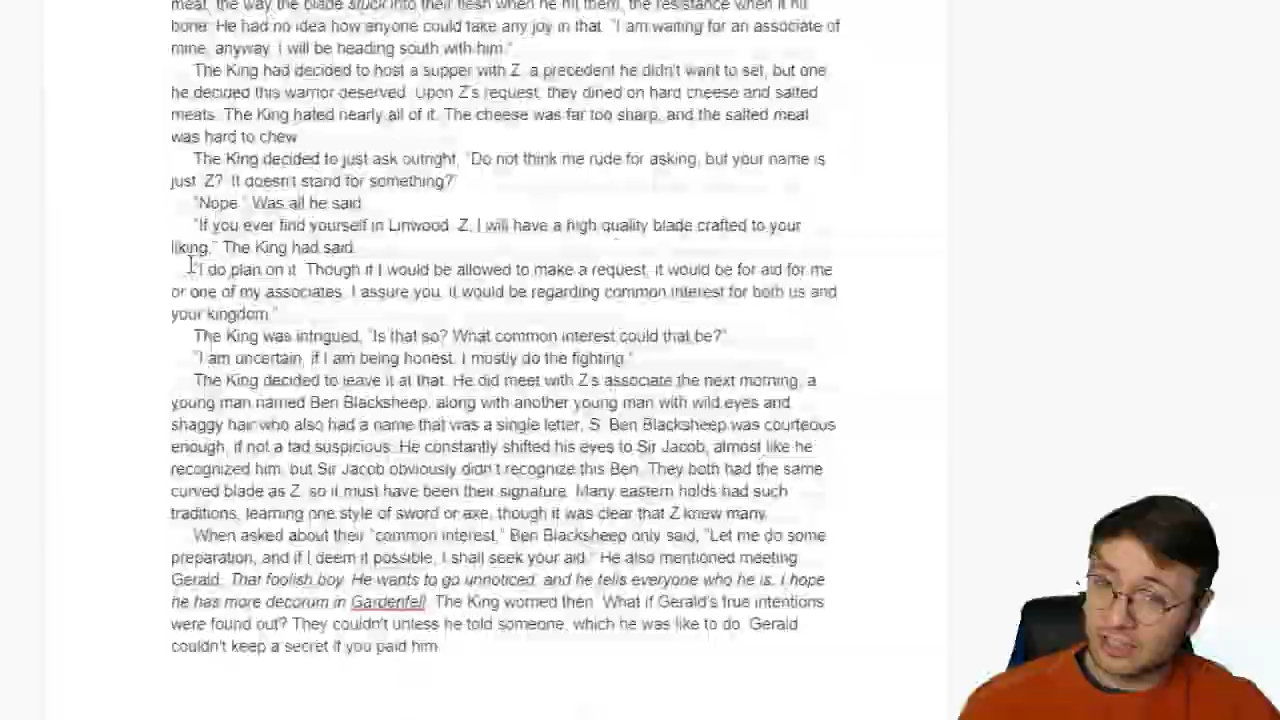 meat, the way the blade stuck into their flesh when he hit them, the resistance when it hit
bone. He had no idea how anyone could take any joy in that. "I am waiting for an associate of
mine, anyway. I will be heading south with him."
The King had decided to host a supper with Z, a precedent he didn't want to set, but one
he decided this warrior deserved. Upon Z's request, they dined on hard cheese and salted
meats. The King hated nearly all of it. The cheese was far too sharp, and the salted meat
was hard to chew.
The King decided to just ask outright, "Do not think me rude for asking, but your name is
just Z? It doesn't stand for something?"
"Nope." Was all he said.
"If you ever find yourself in Linwood, Z, I will have a high quality blade crafted to your
liking," The King had said.
"I do plan on it. Though if I would be allowed to make a request, it would be for aid for me
or one of my associates. I assure you, it would be regarding common interest for both us and
your kingdom."
The King was intrigued, "Is that so? What common interest could that be?"
"I am uncertain, if I am being honest. I mostly do the fighting."
The King decided to leave it at that. He did meet with Z's associate the next morning, a
young man named Ben Blacksheep, along with another young man with wild eyes and
shaggy hair who also had a name that was a single letter, S. Ben Blacksheep was courteous
enough, if not a tad suspicious. He constantly shifted his eyes to Sir Jacob, almost like he
recognized him, but Sir Jacob obviously didn't recognize this Ben. They both had the same
curved blade as Z, so it must have been their signature. Many eastern holds had such
traditions, learning one style of sword or axe, though it was clear that Z knew many.
When asked about their "common interest," Ben Blacksheep only said, "Let me do some
preparation, and if I deem it possible, I shall seek your aid." He also mentioned meeting
Gerald. That foolish boy. He wants to go unnoticed, and he tells everyone who he is. I hope
he has more decorum in Gardenfell. The King worried then. What if Gerald's true intentions
were found out? They couldn't unless he told someone, which he was like to do. Gerald
couldn't keep a secret if you paid him.